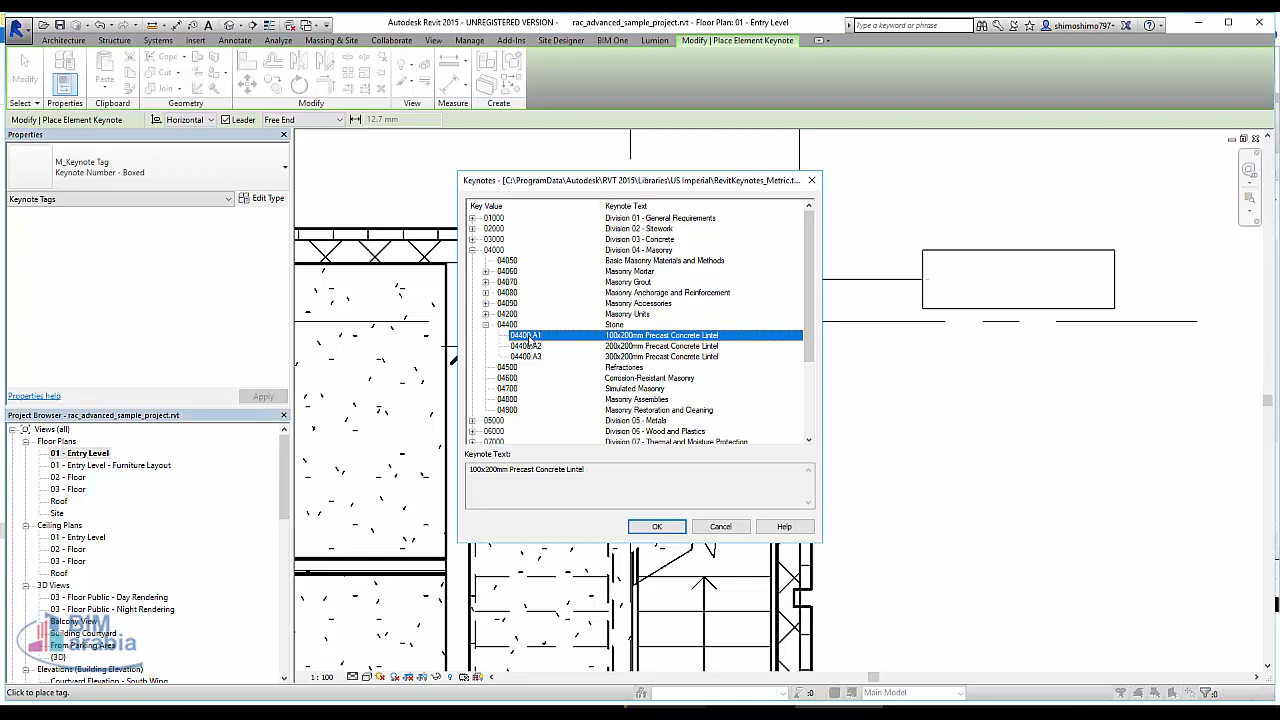 Autodesk Revit 2015 - UNREGISTERED VERSION - rac_advanced_sample_project.rvt - Floor Plan: 01 - Entry Level
Type a keyword or phrase
shimoshimo797
Architecture Structure Systems Insert Annotate Analyze Massing & Site Collaborate View Manage Add-Ins Site Designer BIM One Lumion Modify | Place Element Keynote
Modify
Paste
Cope
Cut
Join
Select Properties Clipboard Geometry Modify View Measure Create
Modify | Place Element Keynote Horizontal Leader Free End 12.7 mm
Properties
M_Keynote Tag
Keynote Number - Boxed
Keynote Tags Edit Type
Properties help Apply
Project Browser - rac_advanced_sample_project.rvt
Views (all)
Floor Plans
01 - Entry Level
01 - Entry Level - Furniture Layout
02 - Floor
03 - Floor
Roof
Site
Ceiling Plans
01 - Entry Level
02 - Floor
03 - Floor
Roof
3D Views
03 - Floor Public - Day Rendering
03 - Floor Public - Night Rendering
Balcony View
Building Courtyard
From Parking Area
{3D}
Elevations (Building Elevation)
Courtyard Elevation - South Wing
BIM
arabia
Keynotes - [C:\ProgramData\Autodesk\RVT 2015\Libraries\US Imperial\RevitKeynotes_Metric.t...
Key Value Keynote Text
01000 Division 01 - General Requirements
02000 Division 02 - Sitework
03000 Division 03 - Concrete
04000 Division 04 - Masonry
04050 Basic Masonry Materials and Methods
04060 Masonry Mortar
04070 Masonry Grout
04080 Masonry Anchorage and Reinforcement
04090 Masonry Accessories
04200 Masonry Units
04400 Stone
04400.A1 100x200mm Precast Concrete Lintel
04400.A2 200x200mm Precast Concrete Lintel
04400.A3 300x200mm Precast Concrete Lintel
04500 Refractories
04600 Corrosion-Resistant Masonry
04700 Simulated Masonry
04800 Masonry Assemblies
04900 Masonry Restoration and Cleaning
05000 Division 05 - Metals
06000 Division 06 - Wood and Plastics
07000 Division 07 - Thermal and Moisture Protection
Keynote Text:
100x200mm Precast Concrete Lintel
OK Cancel Help
1 : 100
Click to place tag. :0 Main Model :0